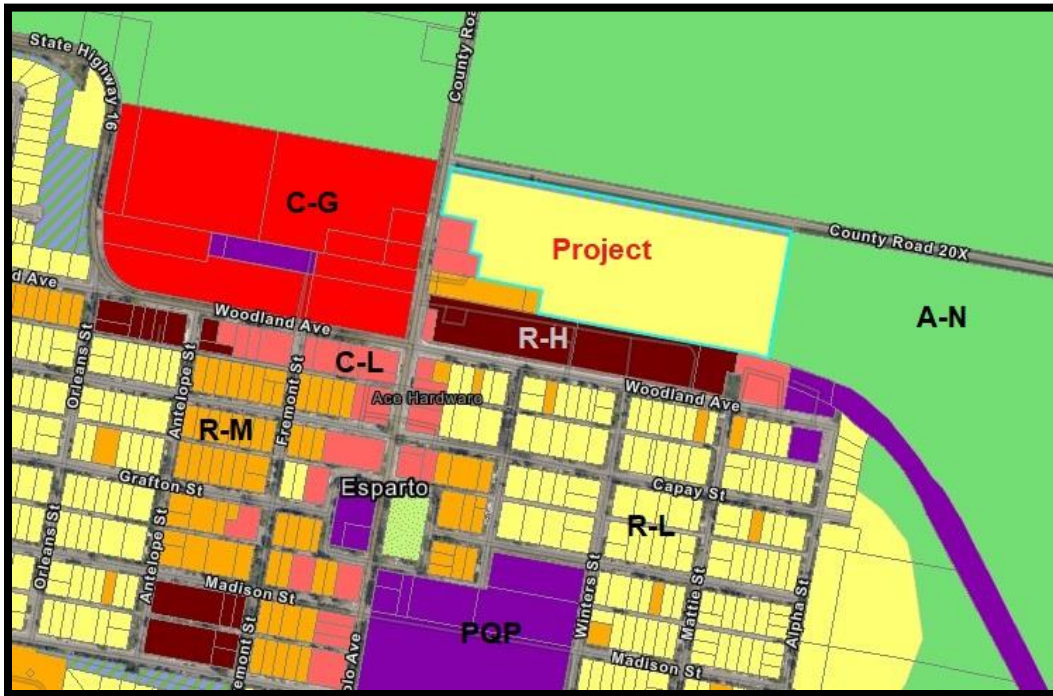 State Highway 16
County Roa
C-G
Project
County Road 20X
A-N
d Ave
Woodland Ave
R-H
C-L
Woodland Ave
Ace Hardware
Orleans St
Antelope St
Fremont St
R-M
Grafton St
Esparto
Capay St
R-L
Orleans St
Antelope St
Madison St
Winters St
Mattie St
Alpha St
PQP
remont St
olo Ave
Madison St